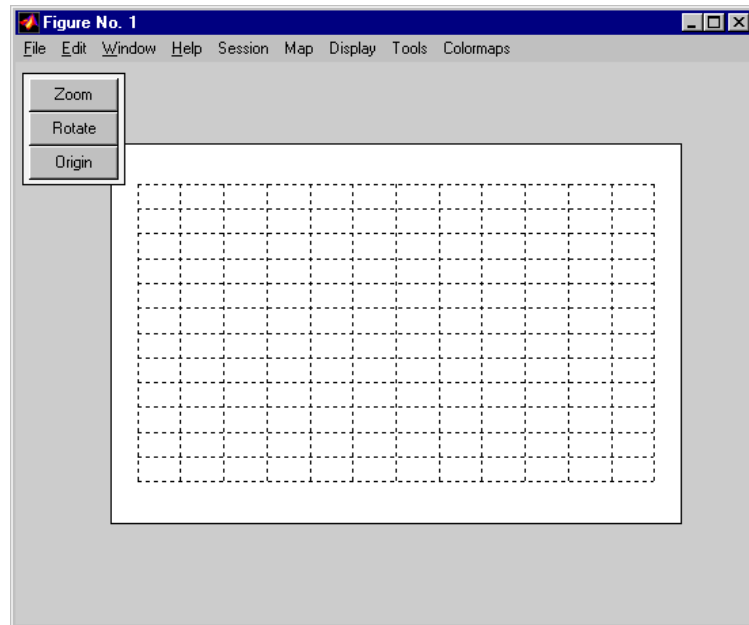 Figure No. 1
File Edit Window Help Session Map Display Tools Colormaps
Zoom
Rotate
Origin